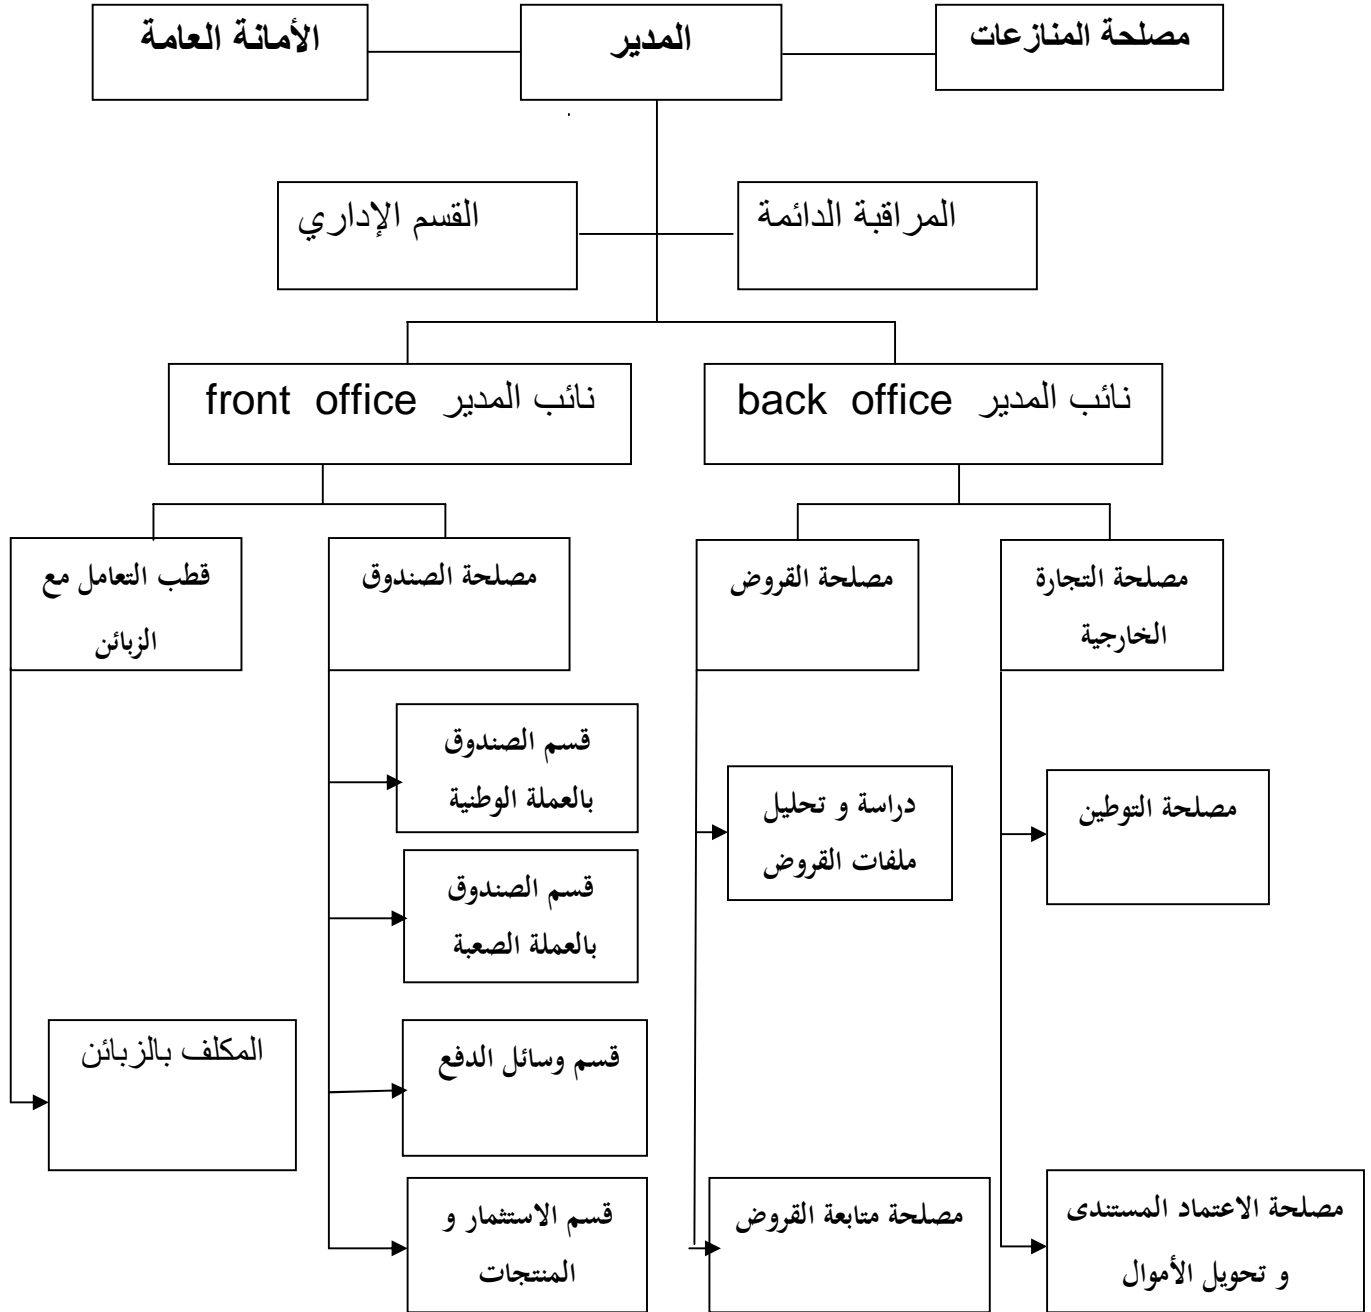 مصلحة المنازعات
المدير
الأمانة العامة
المراقبة الدائمة
القسم الإداري
نائب المدير back office
نائب المدير front office
مصلحة التجارة
الخارجية
مصلحة القروض
مصلحة الصندوق
قطب التعامل مع
الزبائن
قسم الصندوق
بالعملة الوطنية
دراسة و تحليل
ملفات القروض
مصلحة التوطين
قسم الصندوق
بالعملة الصعبة
قسم وسائل الدفع
المكلف بالزبائن
مصلحة الاعتماد المستندى
و تحويل الأموال
مصلحة متابعة القروض
قسم الاستثمار و
المنتجات